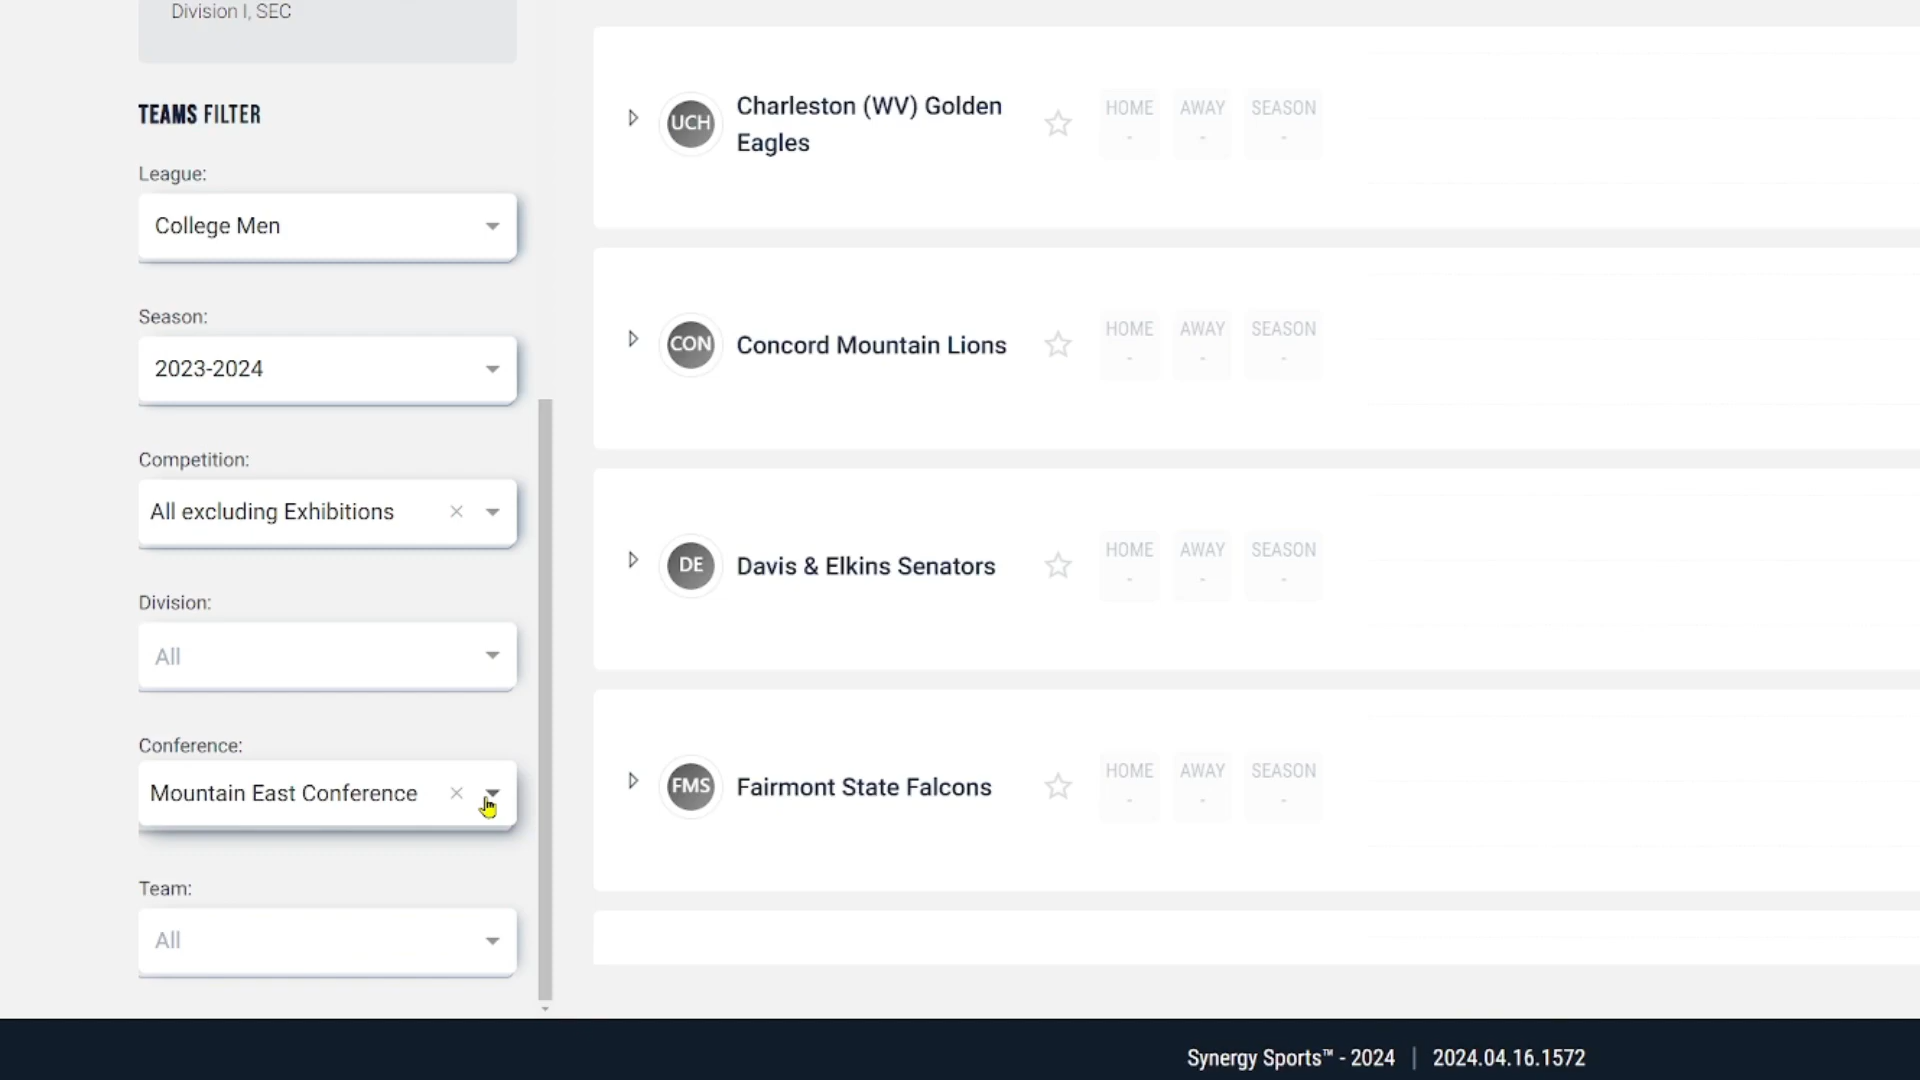 Division I, SEC
TEAMS FILTER
League:
College Men
Season:
2023-2024
Competition:
All excluding Exhibitions
Division:
All
Conference:
Mountain East Conference
Team:
All
UCH
Charleston (WV) Golden
Eagles
HOME AWAY SEASON
- - -
CON
Concord Mountain Lions
HOME AWAY SEASON
- - -
DE
Davis & Elkins Senators
HOME AWAY SEASON
- - -
FMS
Fairmont State Falcons
HOME AWAY SEASON
- - -
Synergy Sports™ - 2024 | 2024.04.16.1572